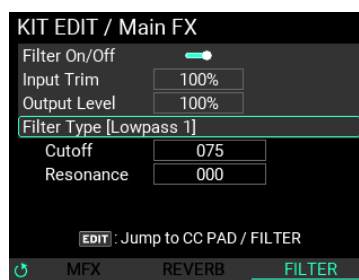 KIT EDIT / Main FX
Filter On/Off
Input Trim 100%
Output Level 100%
Filter Type [Lowpass 1]
Cutoff 075
Resonance 000
EDIT : Jump to CC PAD / FILTER
MFX REVERB FILTER